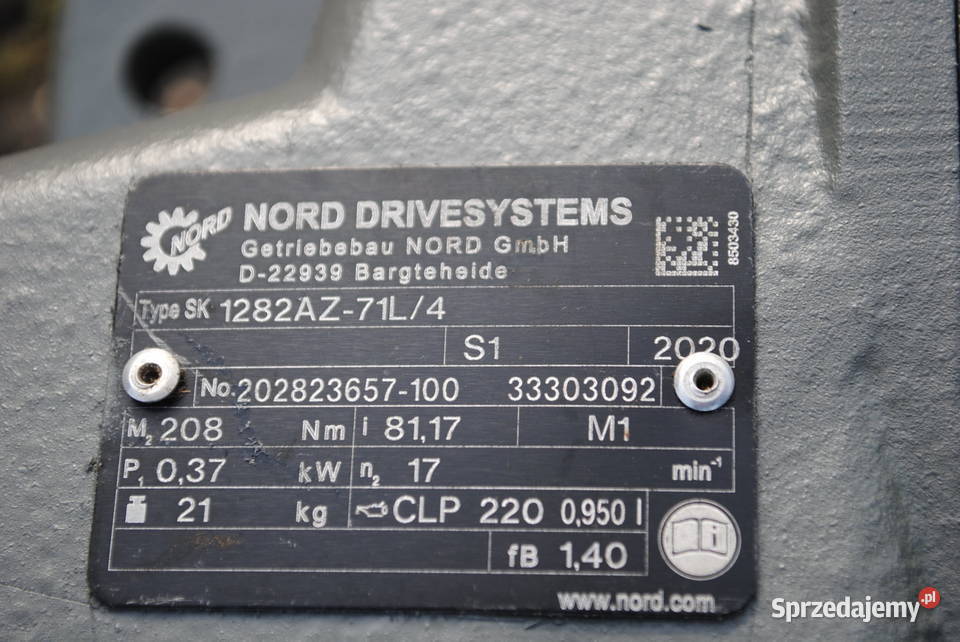 NORD NORD DRIVESYSTEMS
Getriebebau NORD GmbH
D-22939 Bargteheide
8503430
Type SK 1282AZ-71L/4
S1 2020
No. 202823657-100 33303092
M2 208 Nm i 81,17 M1
P1 0,37 kW n2 17 min-1
21 kg CLP 220 0,950 l
fB 1,40
www.nord.com
Sprzedajemy.pl